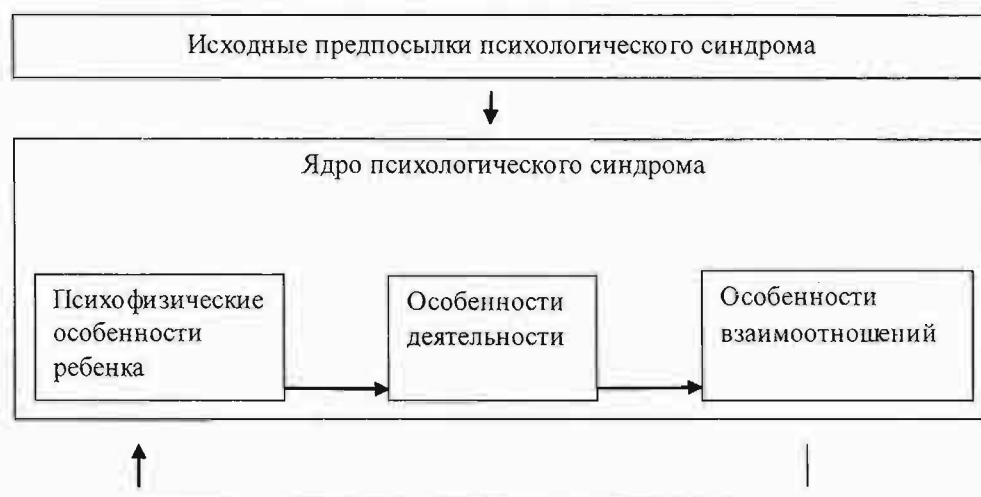 Исходные предпосылки психологического синдрома
Ядро психологического синдрома
Психофизические
особенности
ребенка
Особенности
деятельности
Особенности
взаимоотношений